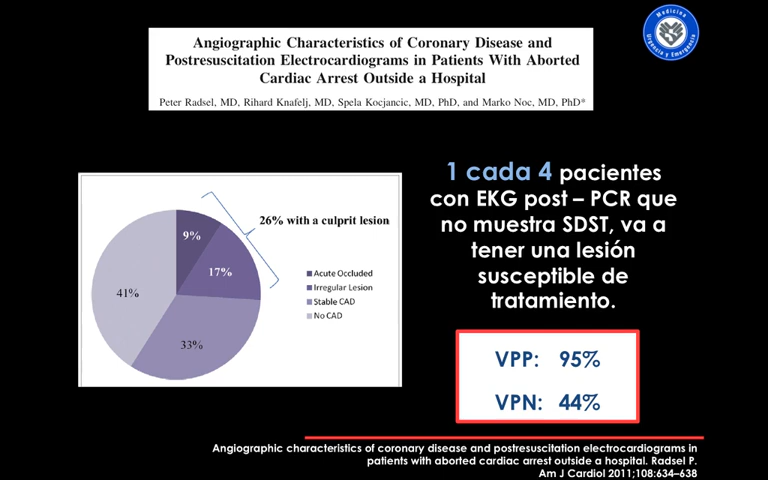 Medicina
Urgencia y Emergencia
Angiographic Characteristics of Coronary Disease and
Postresuscitation Electrocardiograms in Patients With Aborted
Cardiac Arrest Outside a Hospital
Peter Radsel, MD, Rihard Knafelj, MD, Spela Kocjancic, MD, PhD, and Marko Noc, MD, PhD*
1 cada 4 pacientes
con EKG post – PCR que
no muestra SDST, va a
tener una lesión
susceptible de
tratamiento.
26% with a culprit lesion
9%
17%
41%
33%
Acute Occluded
Irregular Lesion
Stable CAD
No CAD
VPP: 95%
VPN: 44%
Angiographic characteristics of coronary disease and postresuscitation electrocardiograms in
patients with aborted cardiac arrest outside a hospital. Radsel P.
Am J Cardiol 2011;108:634–638